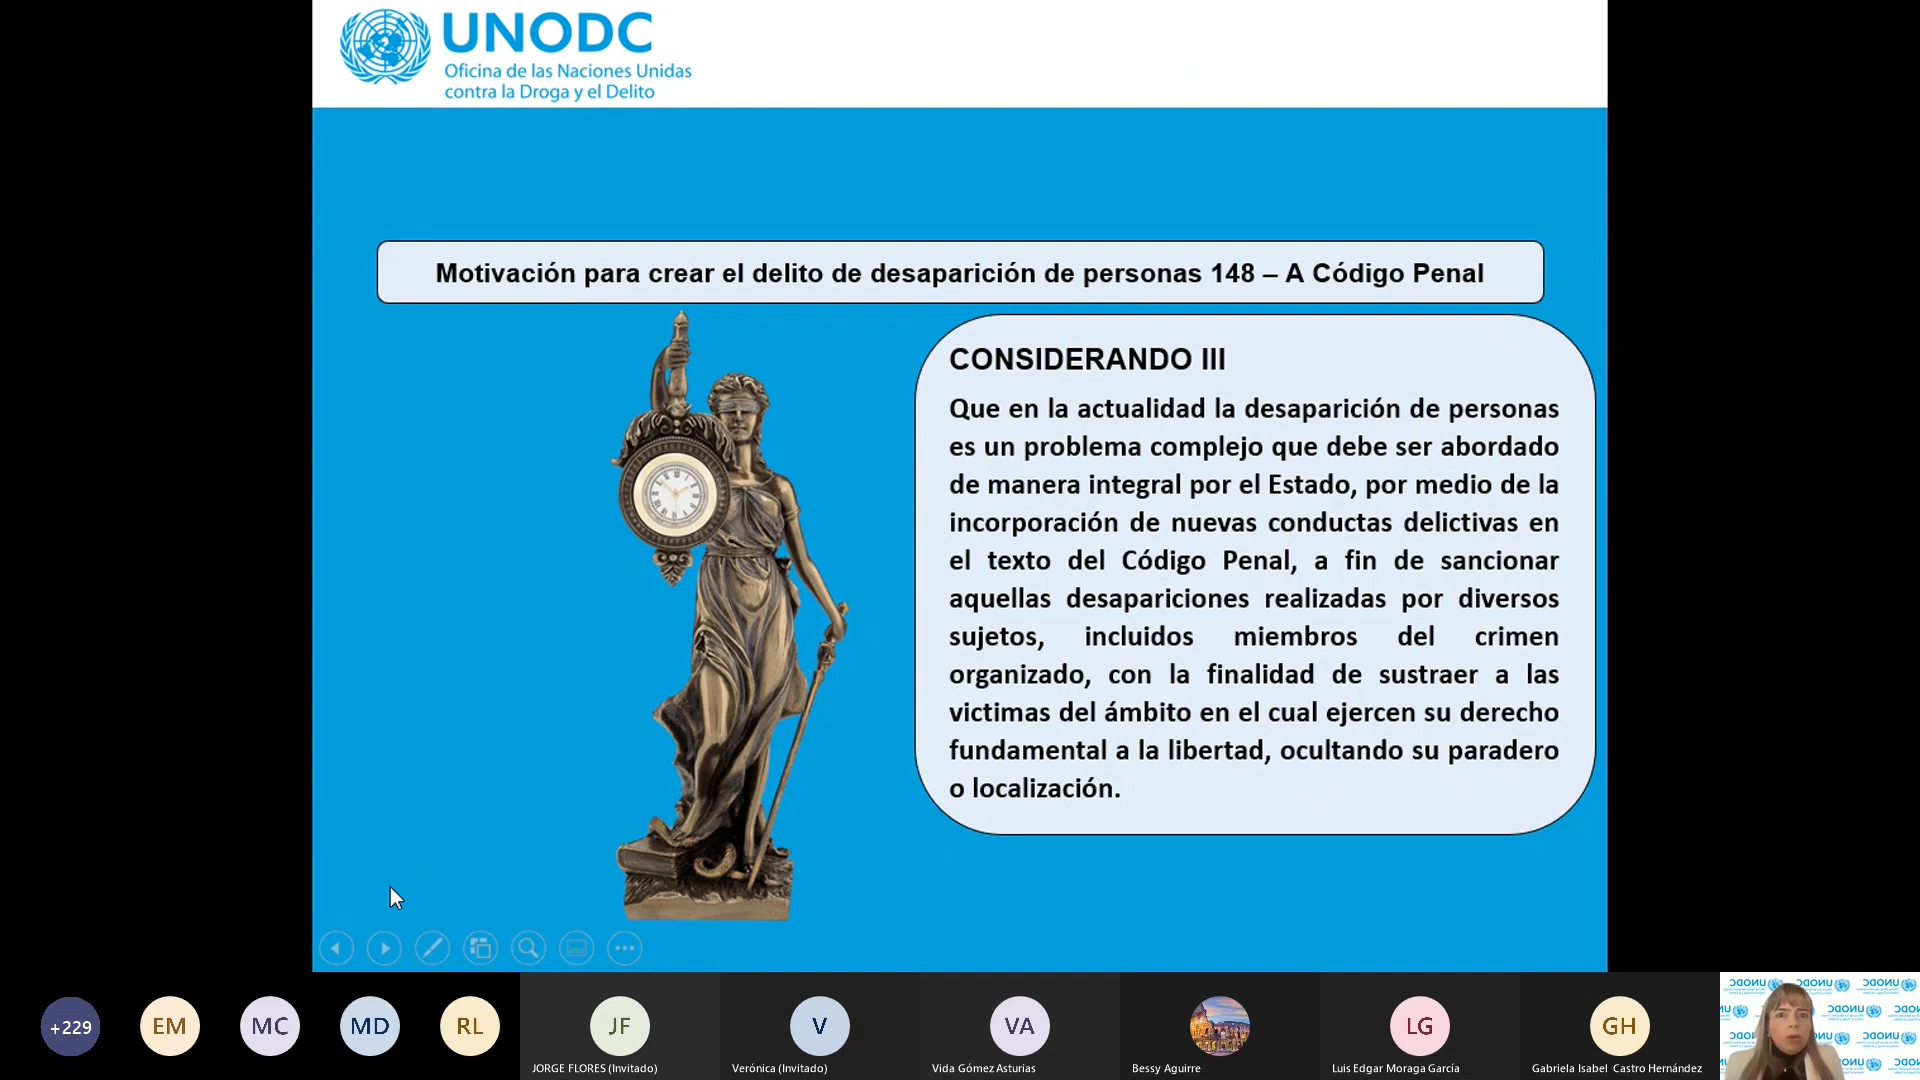 UNODC
Oficina de las Naciones Unidas
contra la Droga y el Delito
Motivación para crear el delito de desaparición de personas 148 – A Código Penal
CONSIDERANDO III
Que en la actualidad la desaparición de personas
es un problema complejo que debe ser abordado
de manera integral por el Estado, por medio de la
incorporación de nuevas conductas delictivas en
el texto del Código Penal, a fin de sancionar
aquellas desapariciones realizadas por diversos
sujetos, incluidos miembros del crimen
organizado, con la finalidad de sustraer a las
victimas del ámbito en el cual ejercen su derecho
fundamental a la libertad, ocultando su paradero
o localización.
+229
EM
MC
MD
RL
JF
V
VA
LG
GH
JORGE FLORES (Invitado)
Verónica (Invitado)
Vida Gómez Asturias
Bessy Aguirre
Luis Edgar Moraga García
Gabriela Isabel Castro Hernández